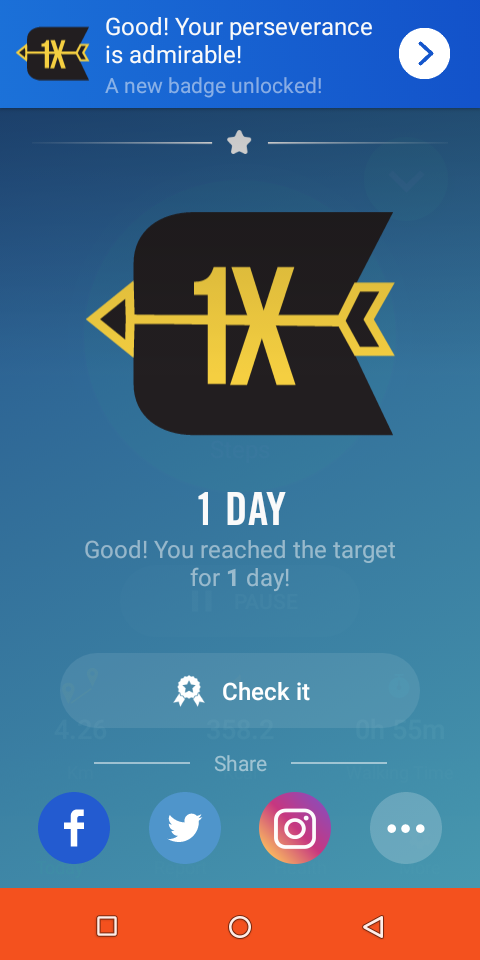 1X
Good! Your perseverance
is admirable!
A new badge unlocked!
1X
1 DAY
Good! You reached the target
for 1 day!
PAUSE
Check it
4.26
358.2
0h 55m
Share